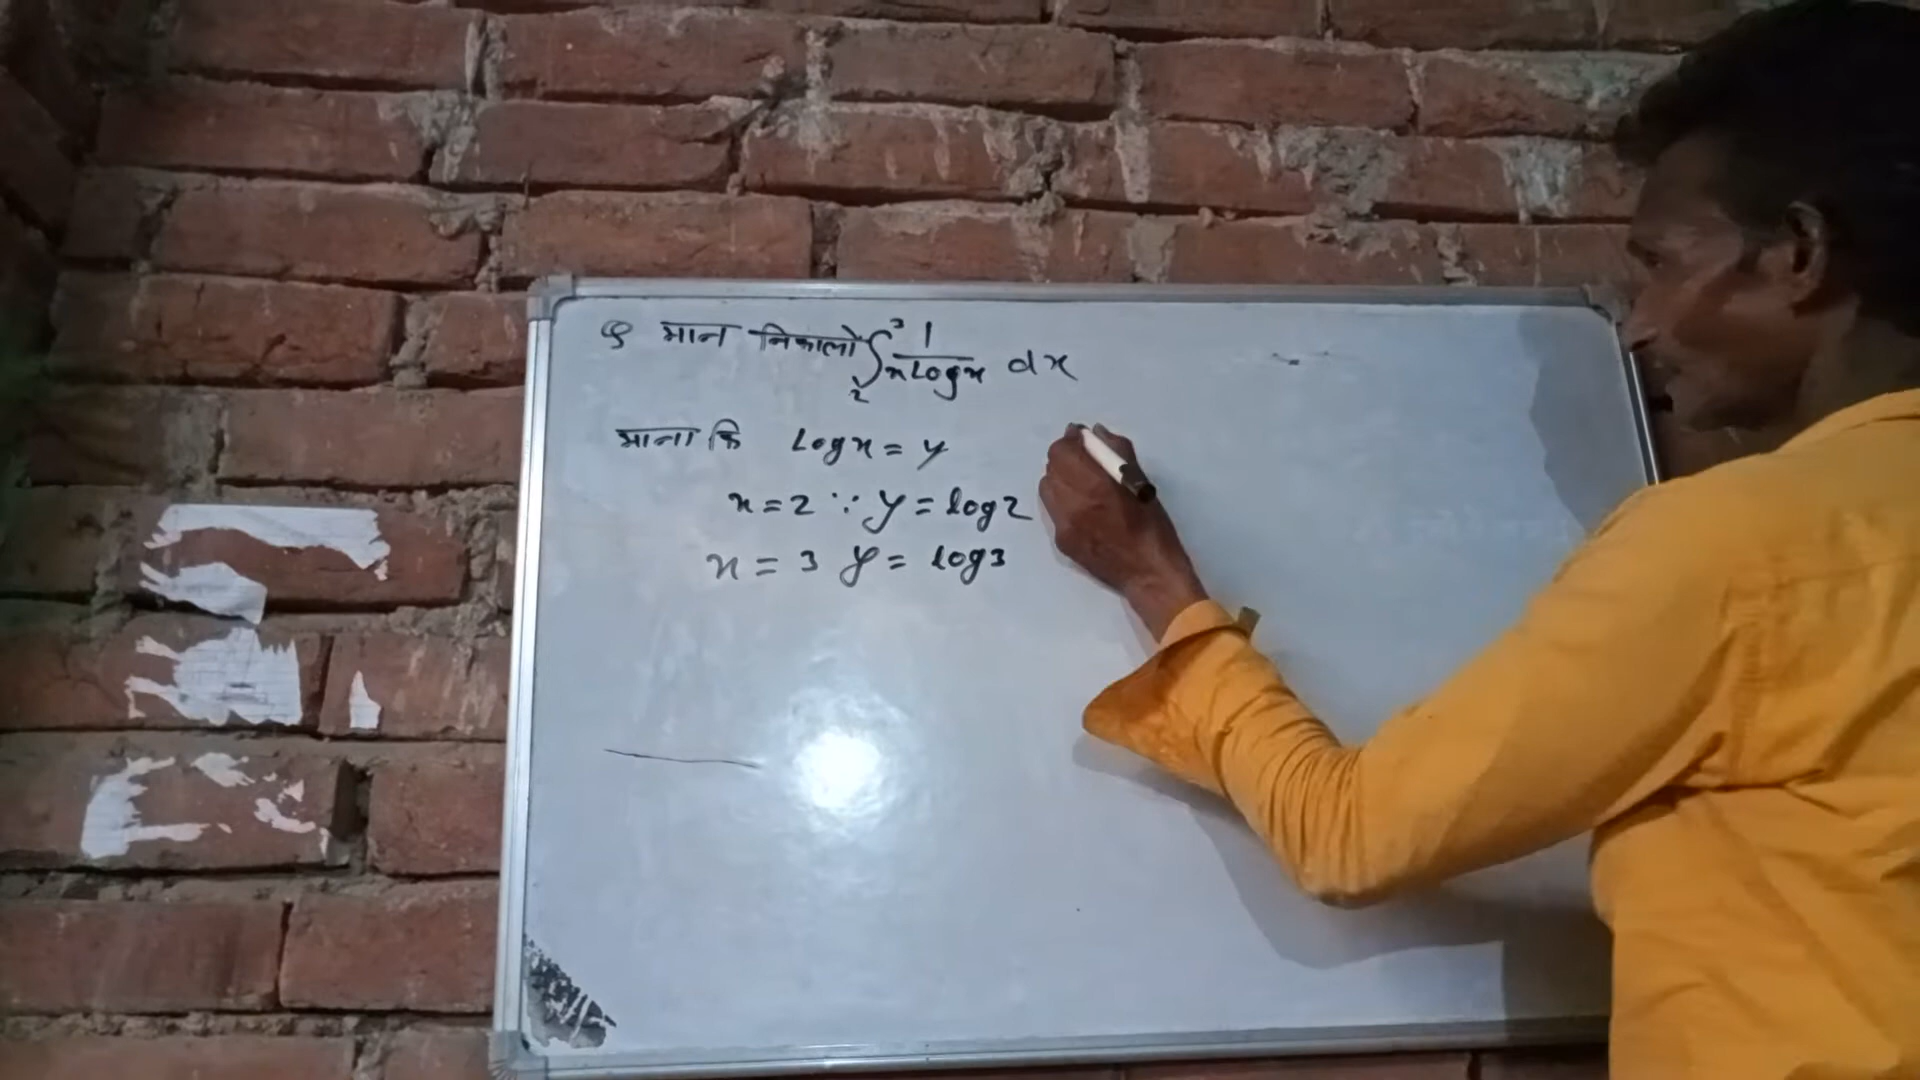 Q मान निकालो ∫₂³ 1/(x Log x) dx
माना कि Log x = y
x = 2 ∵ y = log 2
x = 3 y = log 3